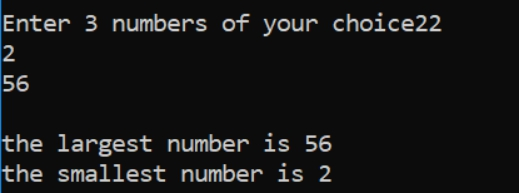 Enter 3 numbers of your choice22
2
56
the largest number is 56
the smallest number is 2